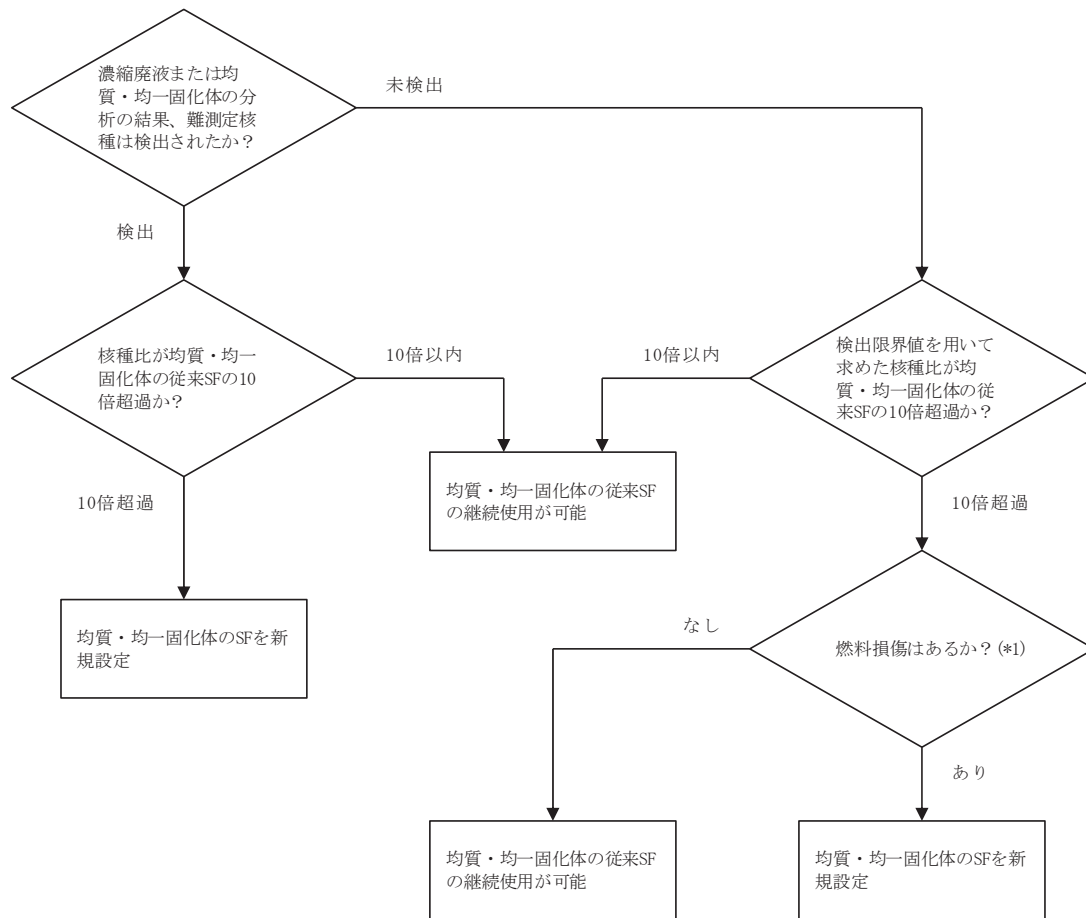 濃縮廃液または均
質・均一固化体の分
析の結果、難測定核
種は検出されたか？
未検出
検出
核種比が均質・均一
固化体の従来SFの10
倍超過か？
10倍以内
10倍以内
検出限界値を用いて
求めた核種比が均
質・均一固化体の従
来SFの10倍超過か？
10倍超過
均質・均一固化体の従来SF
の継続使用が可能
10倍超過
均質・均一固化体のSFを新
規設定
なし
燃料損傷はあるか？(*1)
あり
均質・均一固化体の従来SF
の継続使用が可能
均質・均一固化体のSFを新
規設定